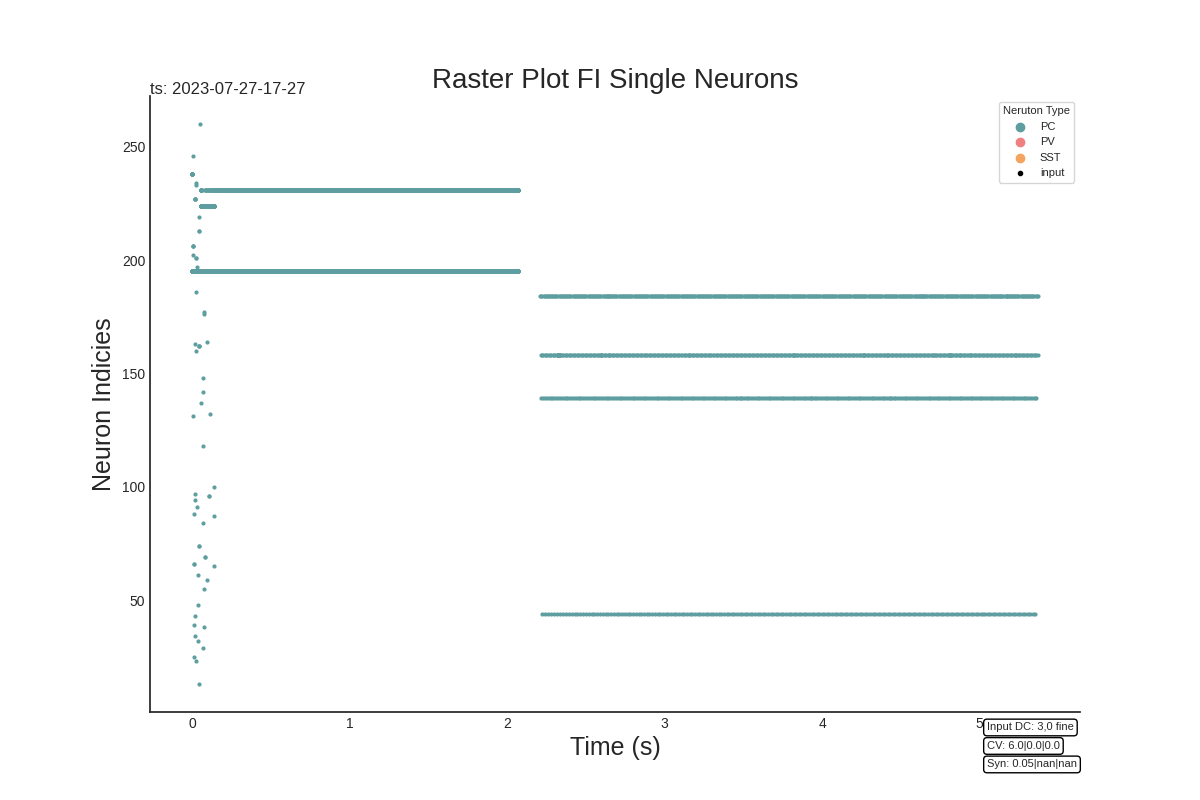 Raster Plot FI Single Neurons
ts: 2023-07-27-17-27
Neruton Type
PC
PV
SST
input
Neuron Indicies
250
200
150
100
50
0 1 2 3 4 5
Time (s)
Input DC: 3,0 fine
CV: 6.0|0.0|0.0
Syn: 0.05|nan|nan